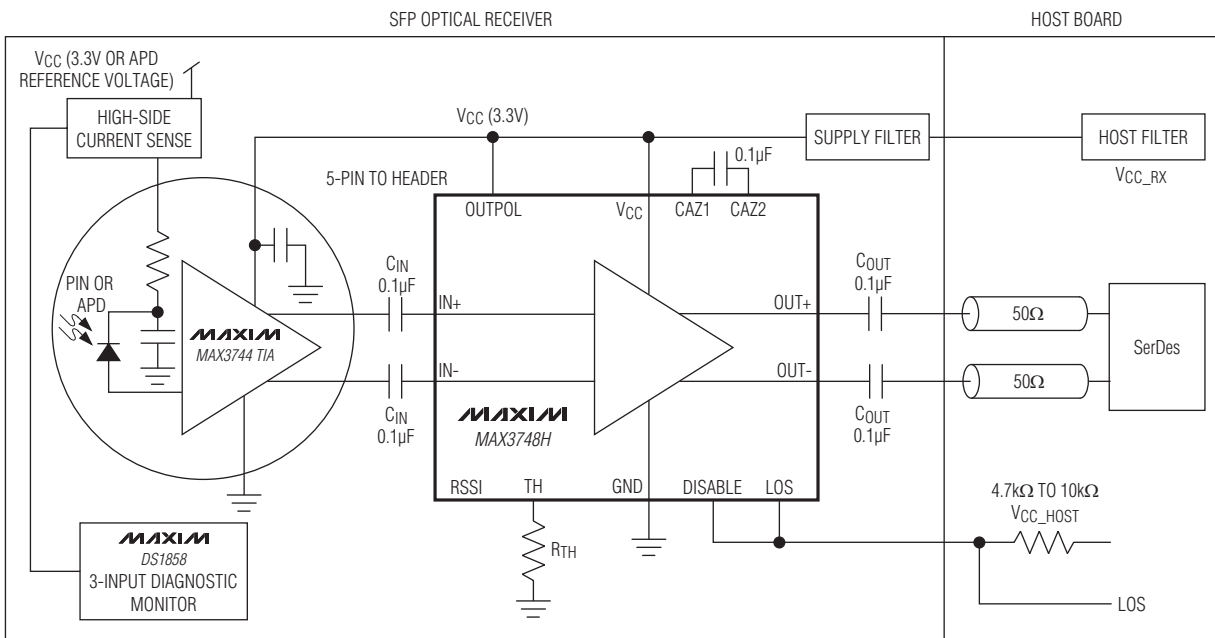 SFP OPTICAL RECEIVER
HOST BOARD
VCC (3.3V OR APD
REFERENCE VOLTAGE)
HIGH-SIDE
CURRENT SENSE
VCC (3.3V)
SUPPLY FILTER
HOST FILTER
VCC_RX
0.1µF
5-PIN TO HEADER
OUTPOL
VCC
CAZ1
CAZ2
PIN OR
APD
MAXIM
MAX3744 TIA
CIN
0.1µF
IN+
IN-
CIN
0.1µF
MAXIM
MAX3748H
OUT+
OUT-
COUT
0.1µF
COUT
0.1µF
50Ω
50Ω
SerDes
RSSI
TH
GND
DISABLE
LOS
RTH
4.7kΩ TO 10kΩ
VCC_HOST
LOS
MAXIM
DS1858
3-INPUT DIAGNOSTIC
MONITOR